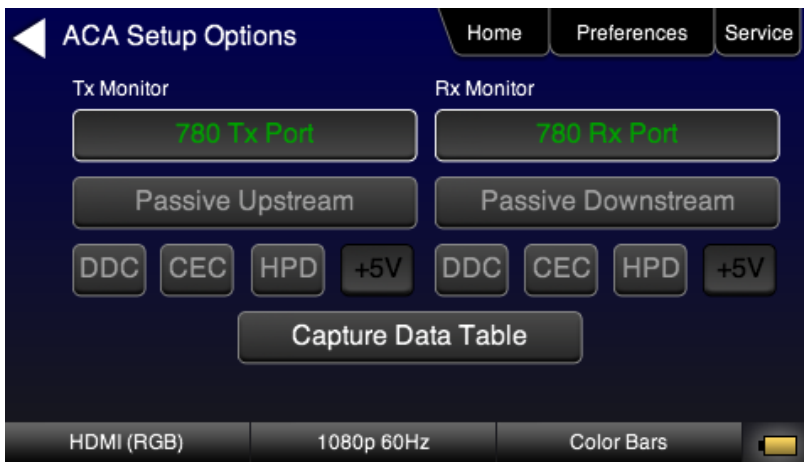 ACA Setup Options
Home
Preferences
Service
Tx Monitor
Rx Monitor
780 Tx Port
780 Rx Port
Passive Upstream
Passive Downstream
DDC
CEC
HPD
+5V
DDC
CEC
HPD
+5V
Capture Data Table
HDMI (RGB)
1080p 60Hz
Color Bars